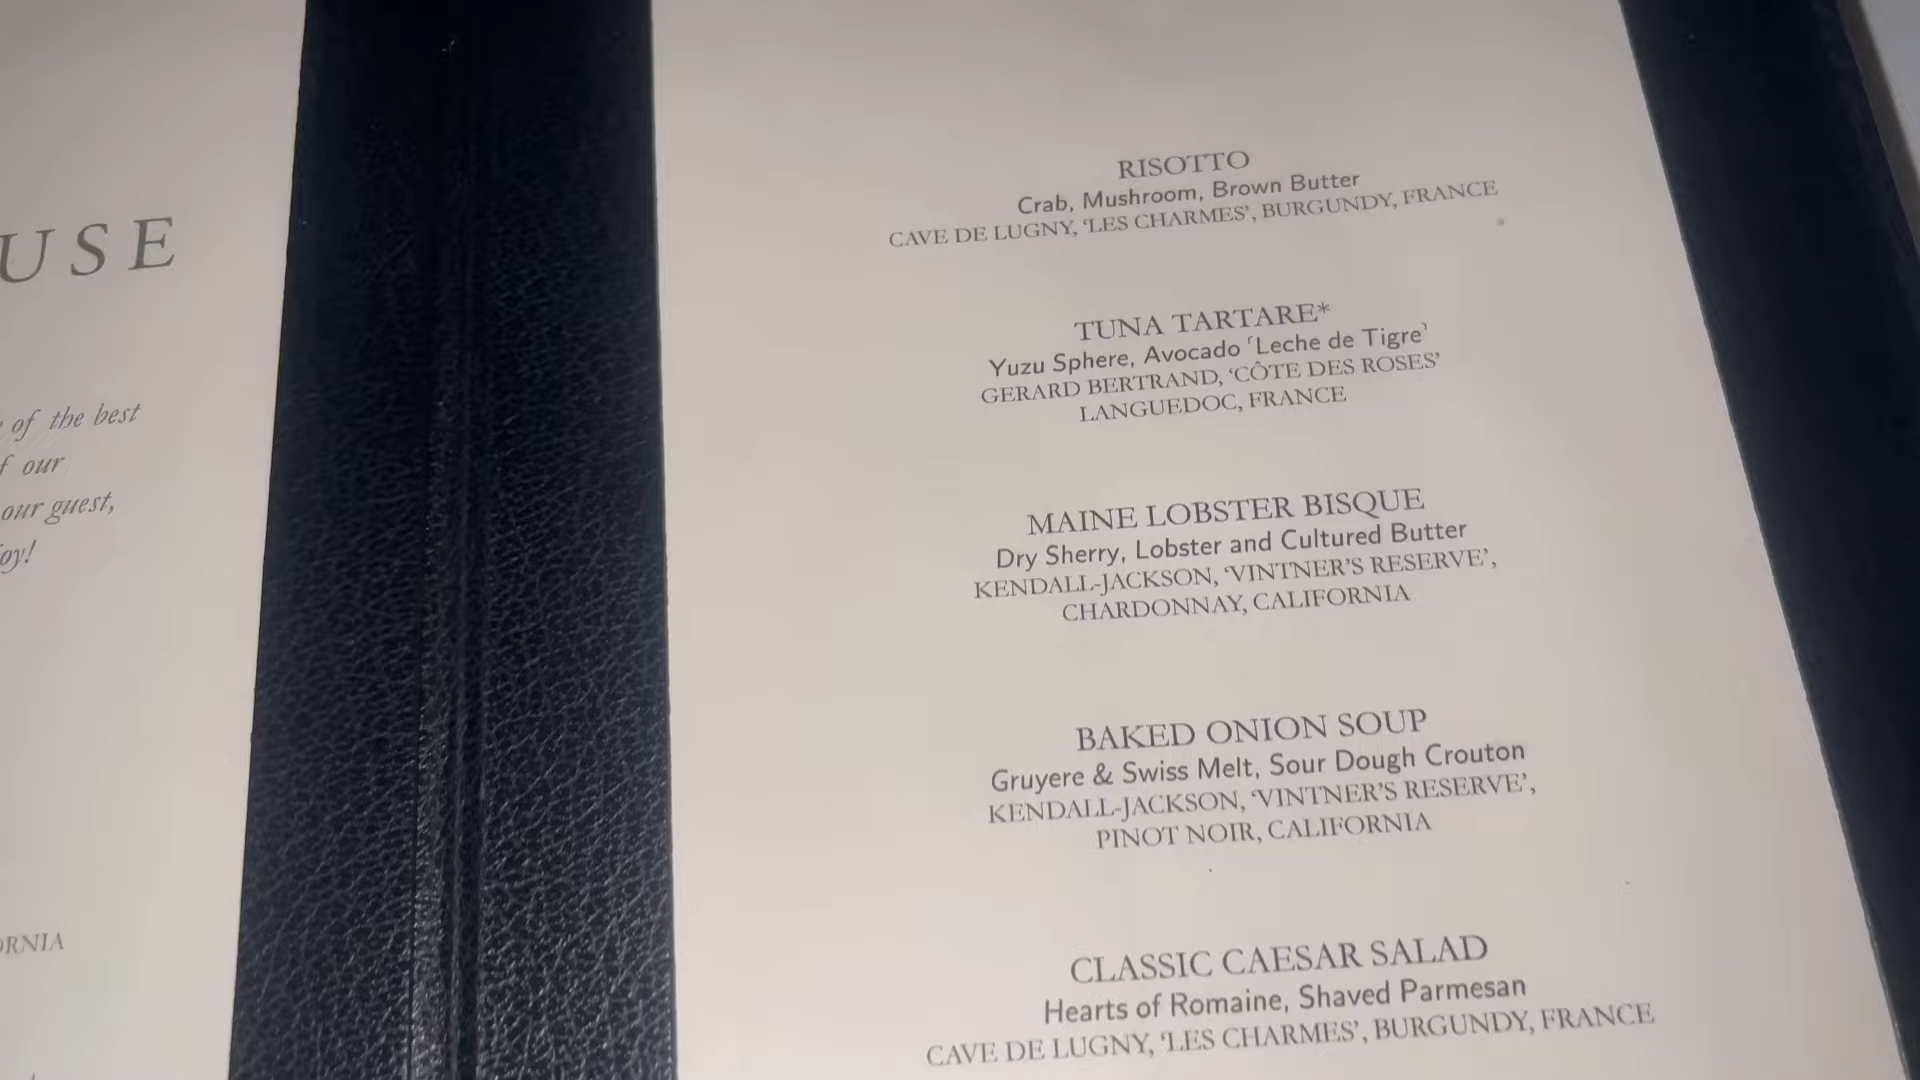 USE
of the best
our
our guest,
ORNIA
RISOTTO
Crab, Mushroom, Brown Butter
CAVE DE LUGNY, 'LES CHARMES', BURGUNDY, FRANCE
TUNA TARTARE*
Yuzu Sphere, Avocado 'Leche de Tigre'
GERARD BERTRAND, 'CÔTE DES ROSES'
LANGUEDOC, FRANCE
MAINE LOBSTER BISQUE
Dry Sherry, Lobster and Cultured Butter
KENDALL-JACKSON, 'VINTNER'S RESERVE',
CHARDONNAY, CALIFORNIA
BAKED ONION SOUP
Gruyere & Swiss Melt, Sour Dough Crouton
KENDALL-JACKSON, 'VINTNER'S RESERVE',
PINOT NOIR, CALIFORNIA
CLASSIC CAESAR SALAD
Hearts of Romaine, Shaved Parmesan
CAVE DE LUGNY, 'LES CHARMES', BURGUNDY, FRANCE